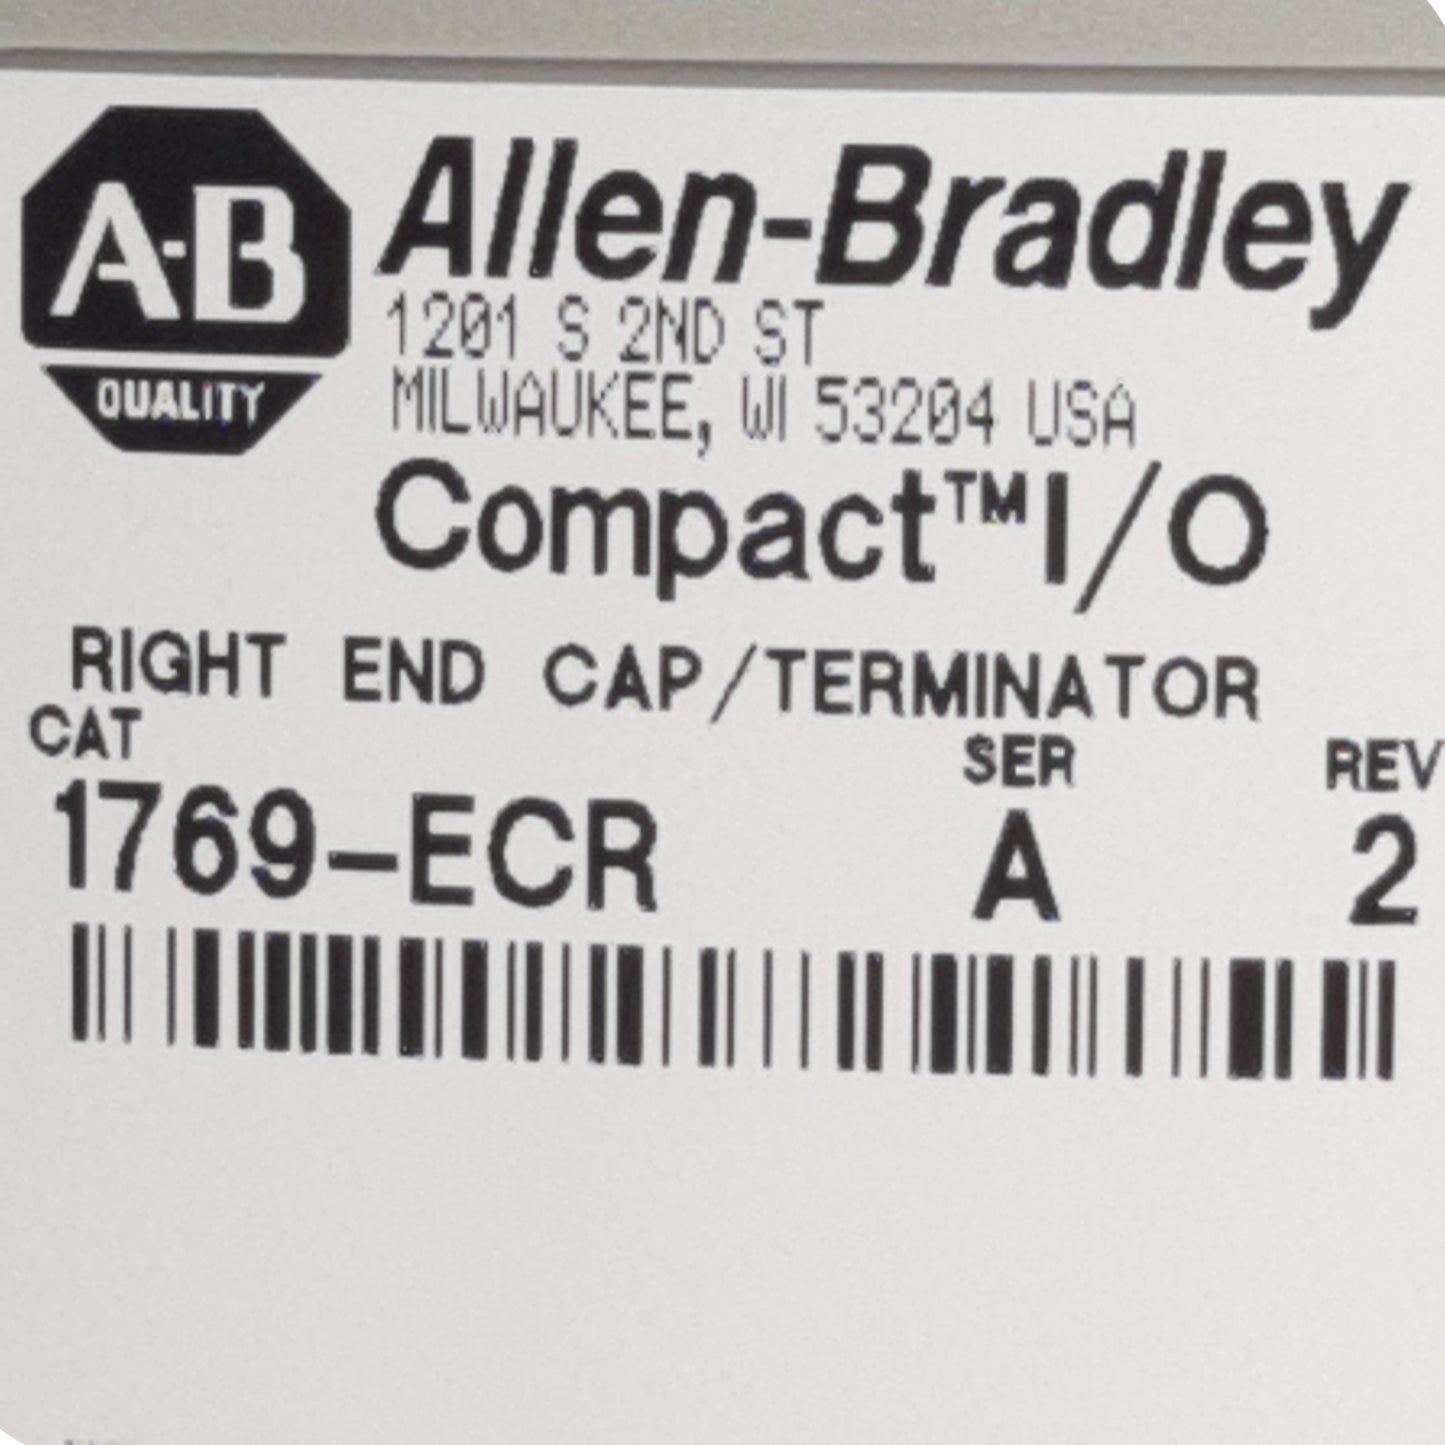 A-B
QUALITY
Allen-Bradley
1201 S 2ND ST
MILWAUKEE, WI 53204 USA
Compact™ I/O
RIGHT END CAP/TERMINATOR
CAT SER REV
1769-ECR A 2